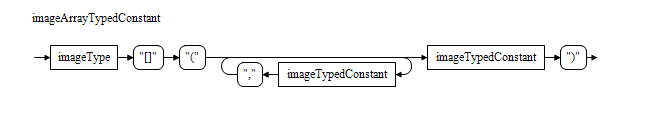 imageArrayTypedConstant
imageType "[]" "(" imageTypedConstant ")"
"," imageTypedConstant